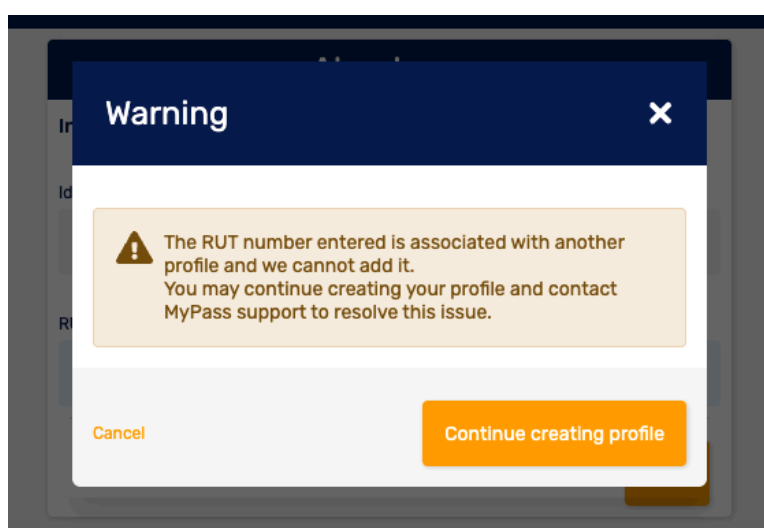 Warning
The RUT number entered is associated with another
profile and we cannot add it.
You may continue creating your profile and contact
MyPass support to resolve this issue.
Cancel
Continue creating profile